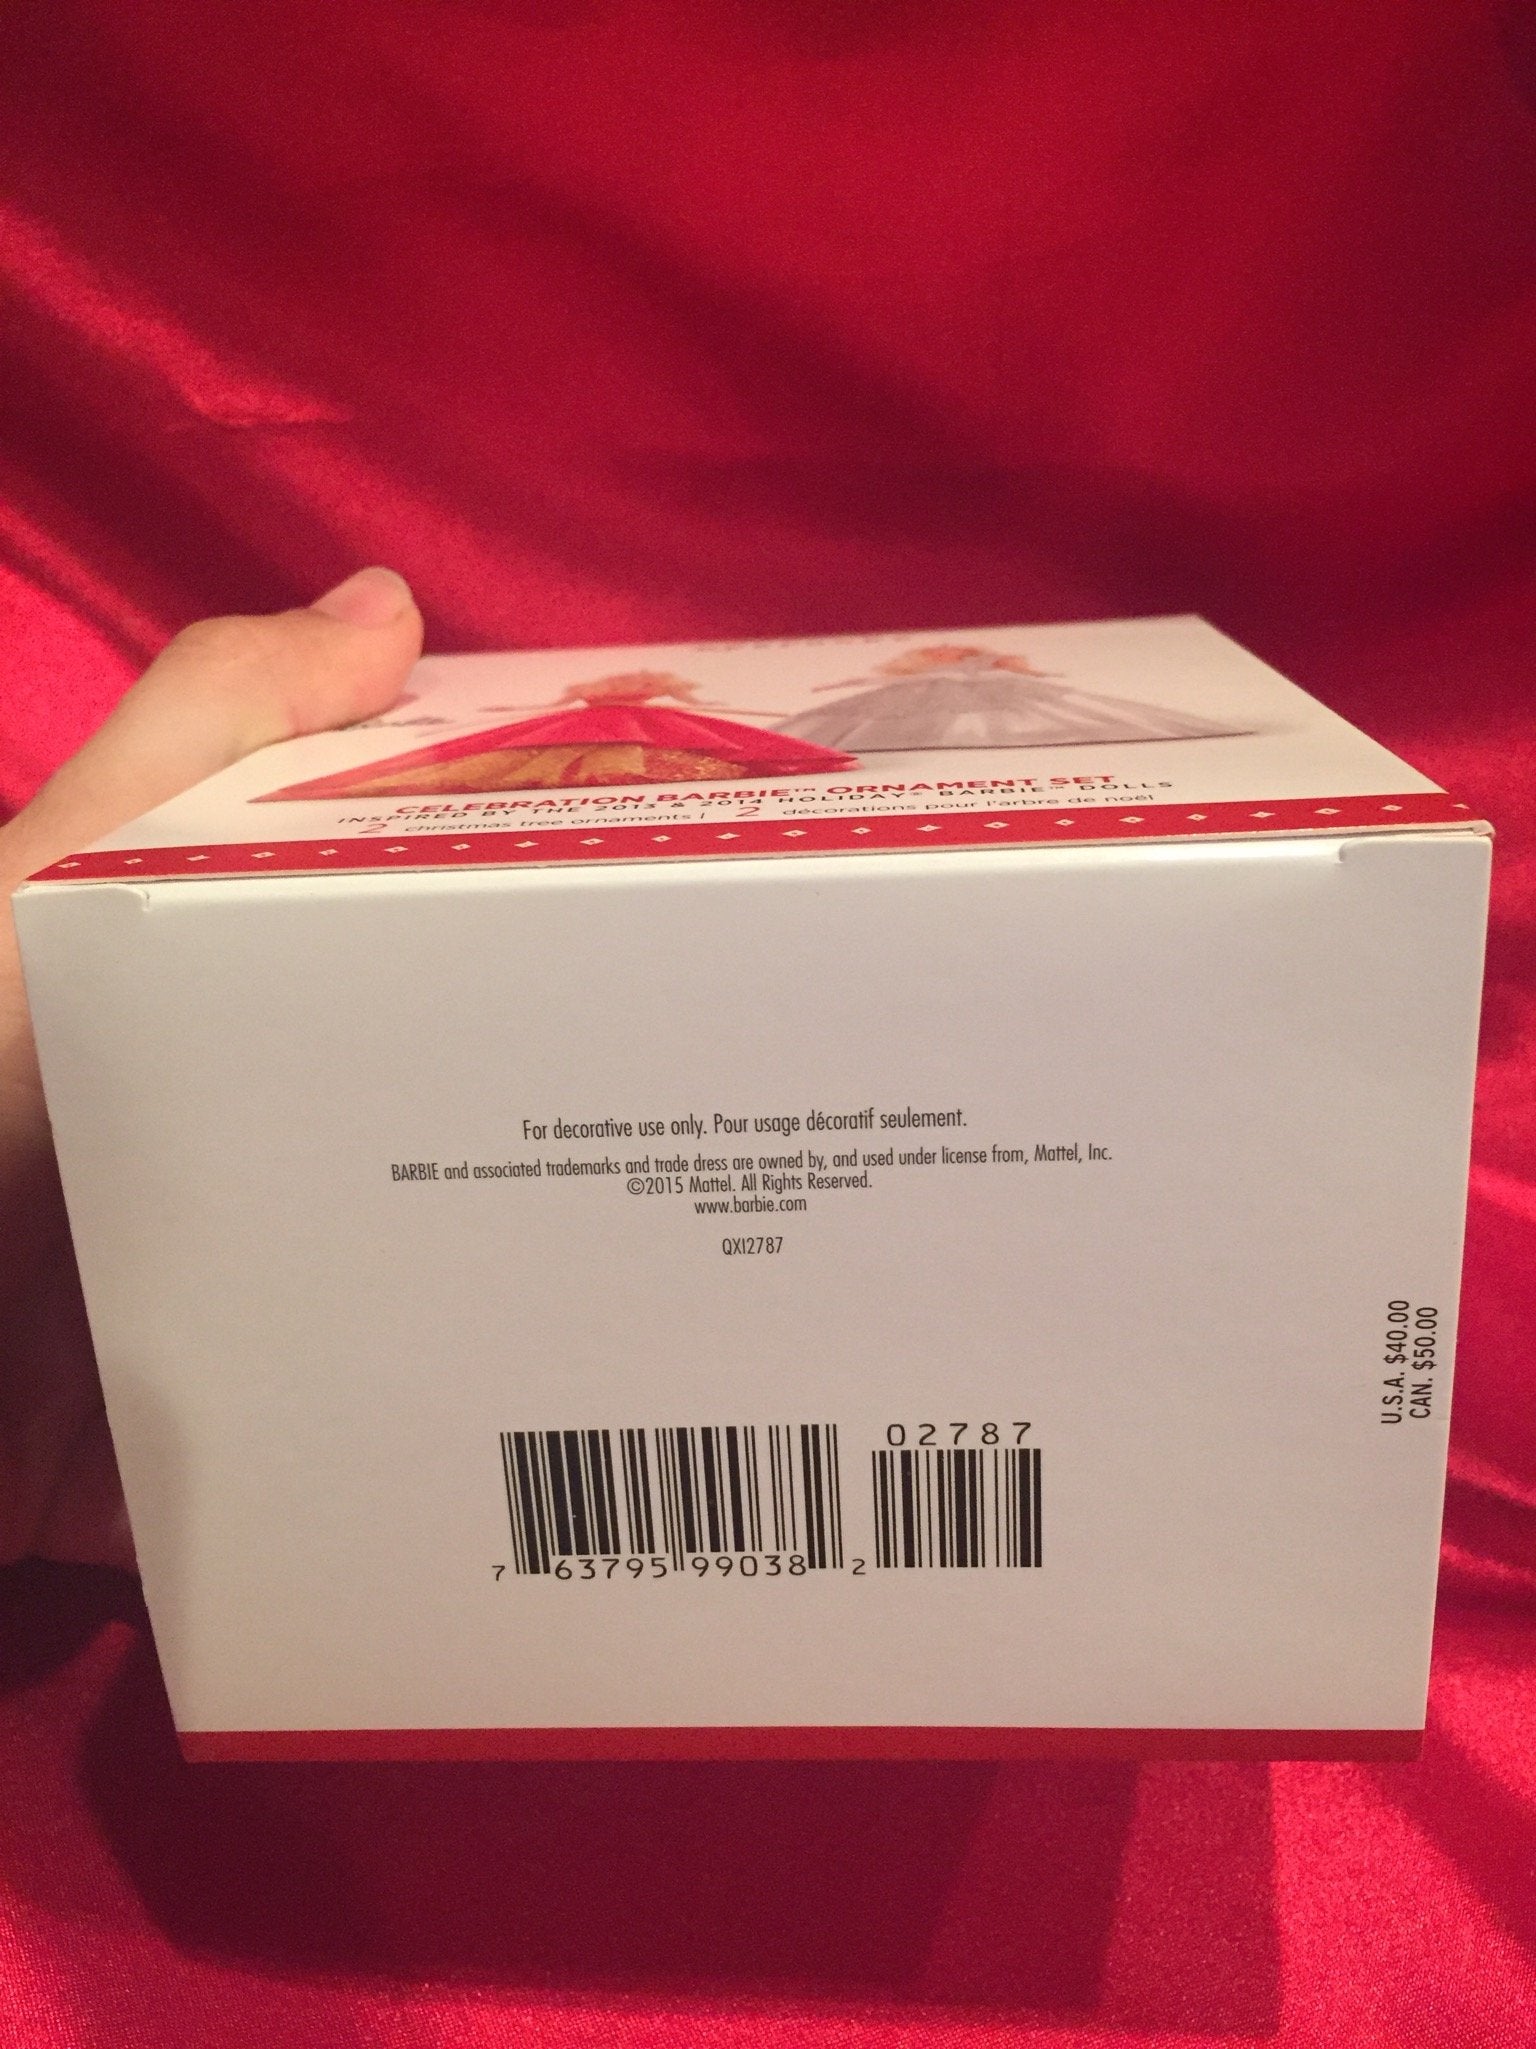 CELEBRATION BARBIE™ ORNAMENT SET
INSPIRED BY THE 2013 & 2014 HOLIDAY® BARBIE™ DOLLS
2 christmas tree ornaments / 2 décorations pour l'arbre de noël
For decorative use only. Pour usage décoratif seulement.
BARBIE and associated trademarks and trade dress are owned by, and used under license from, Mattel, Inc.
©2015 Mattel. All Rights Reserved.
www.barbie.com
QXI2787
U.S.A. $40.00
CAN. $50.00
02787
7 63795 99038 2